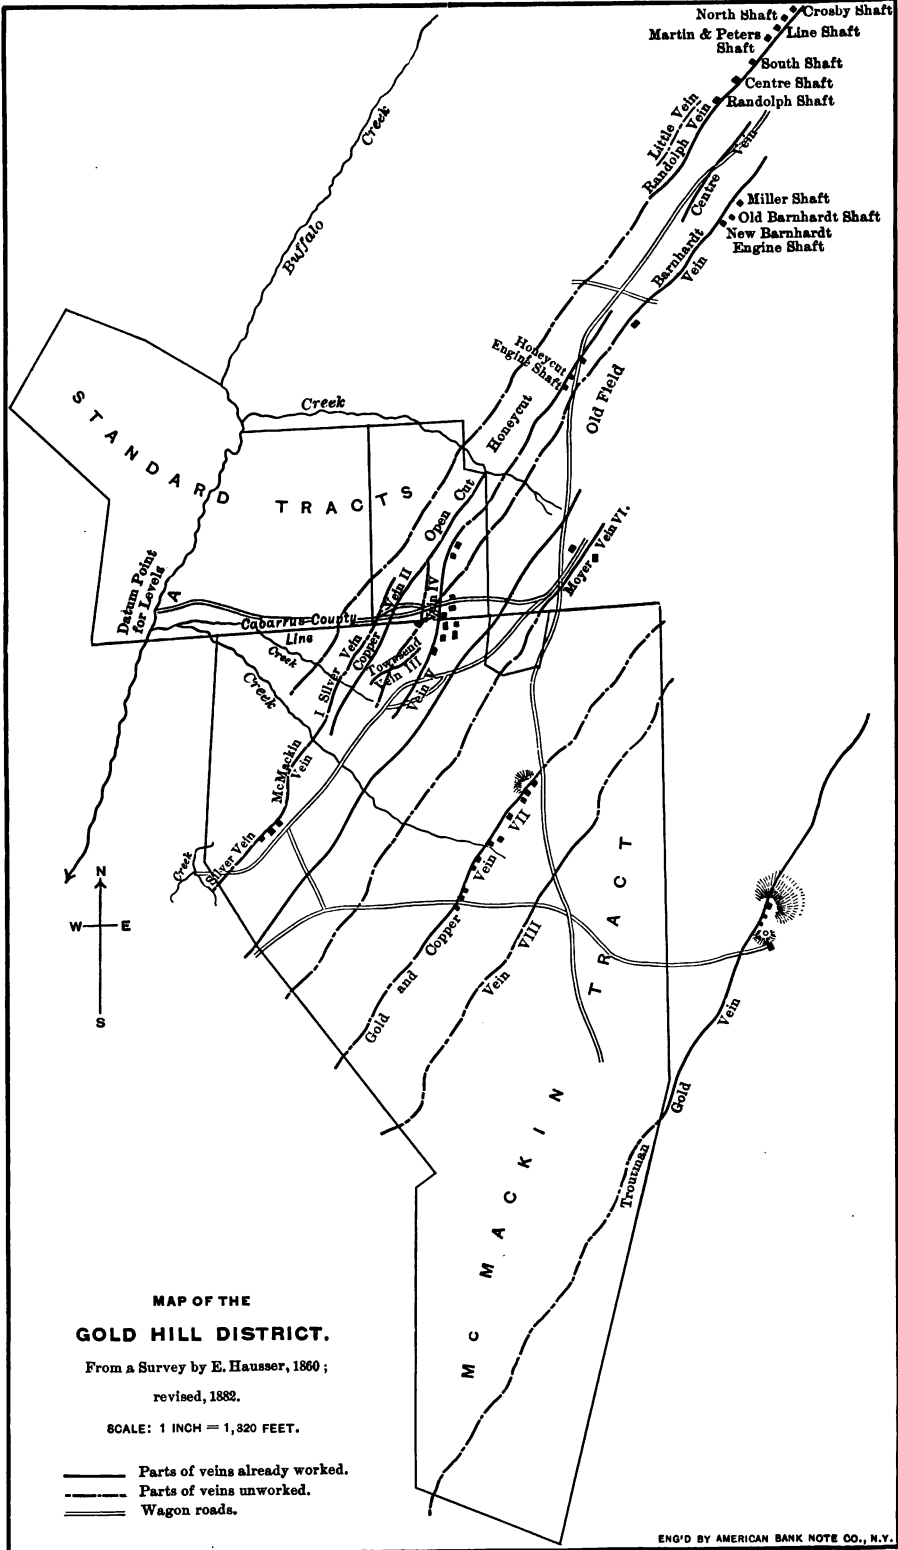 North Shaft
Crosby Shaft
Martin & Peters
Shaft
Line Shaft
South Shaft
Centre Shaft
Randolph Shaft
Little Vein
Randolph Vein
Centre Vein
Miller Shaft
Old Barnhardt Shaft
New Barnhardt
Engine Shaft
Barnhardt
Vein
Buffalo Creek
Honeycut
Engine Shaft
Old Field
Honeycut
Creek
STANDARD TRACTS
Open Cut
Datum Point
for Levels
A
Cabarrus County
Line
Creek
Creek
I Silver Vein
Copper Vein II
Vein IV
Townsend
Vein III
Vein V
Moyer Vein VI.
McMackin
Vein
Silver Vein
Creek
N
W E
S
Gold and Copper Vein VII
Vein VIII
Troutman Gold Vein
McMACKIN TRACT
MAP OF THE
GOLD HILL DISTRICT.
From a Survey by E. Hausser, 1860;
revised, 1882.
SCALE: 1 INCH = 1,320 FEET.
Parts of veins already worked.
Parts of veins unworked.
Wagon roads.
ENG'D BY AMERICAN BANK NOTE CO., N.Y.